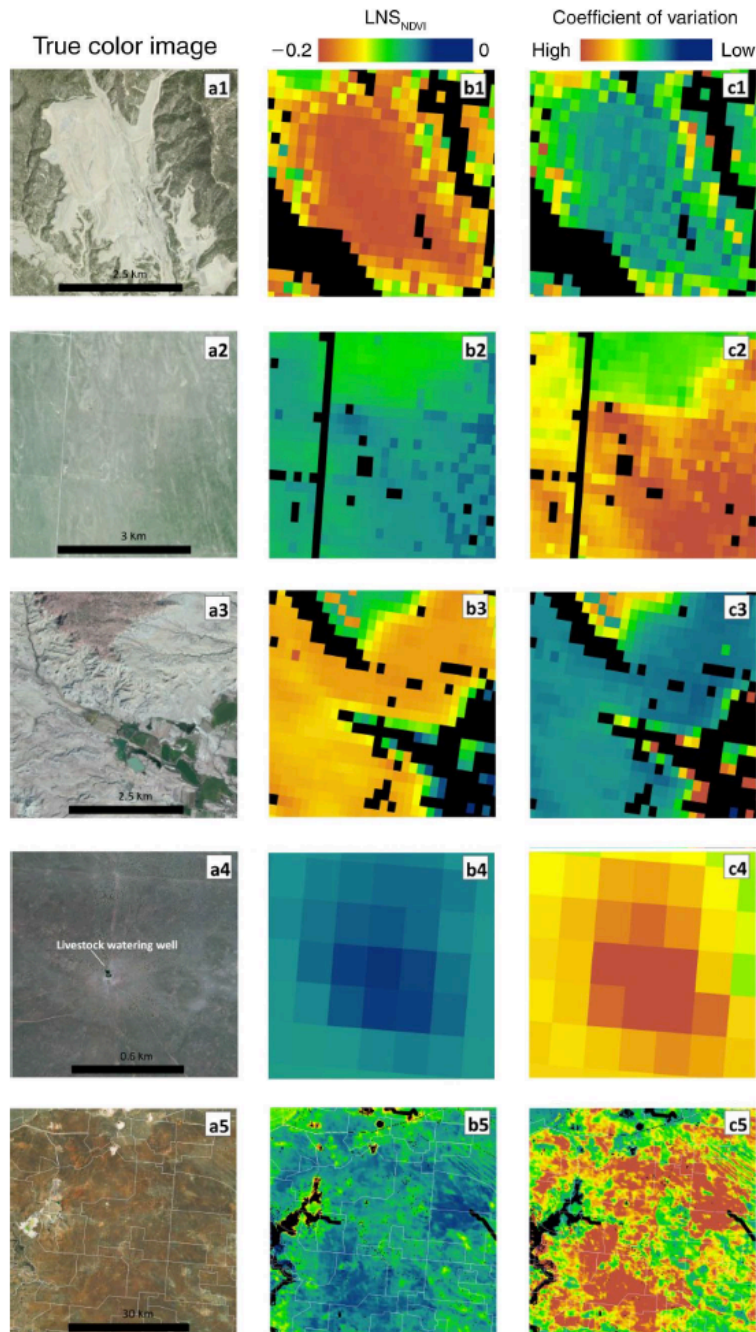 True color image
LNS_NDVI
−0.2
0
Coefficient of variation
High
Low
a1
b1
c1
2.5 Km
a2
b2
c2
3 Km
a3
b3
c3
2.5 Km
a4
b4
c4
Livestock watering well
0.6 Km
a5
b5
c5
30 Km